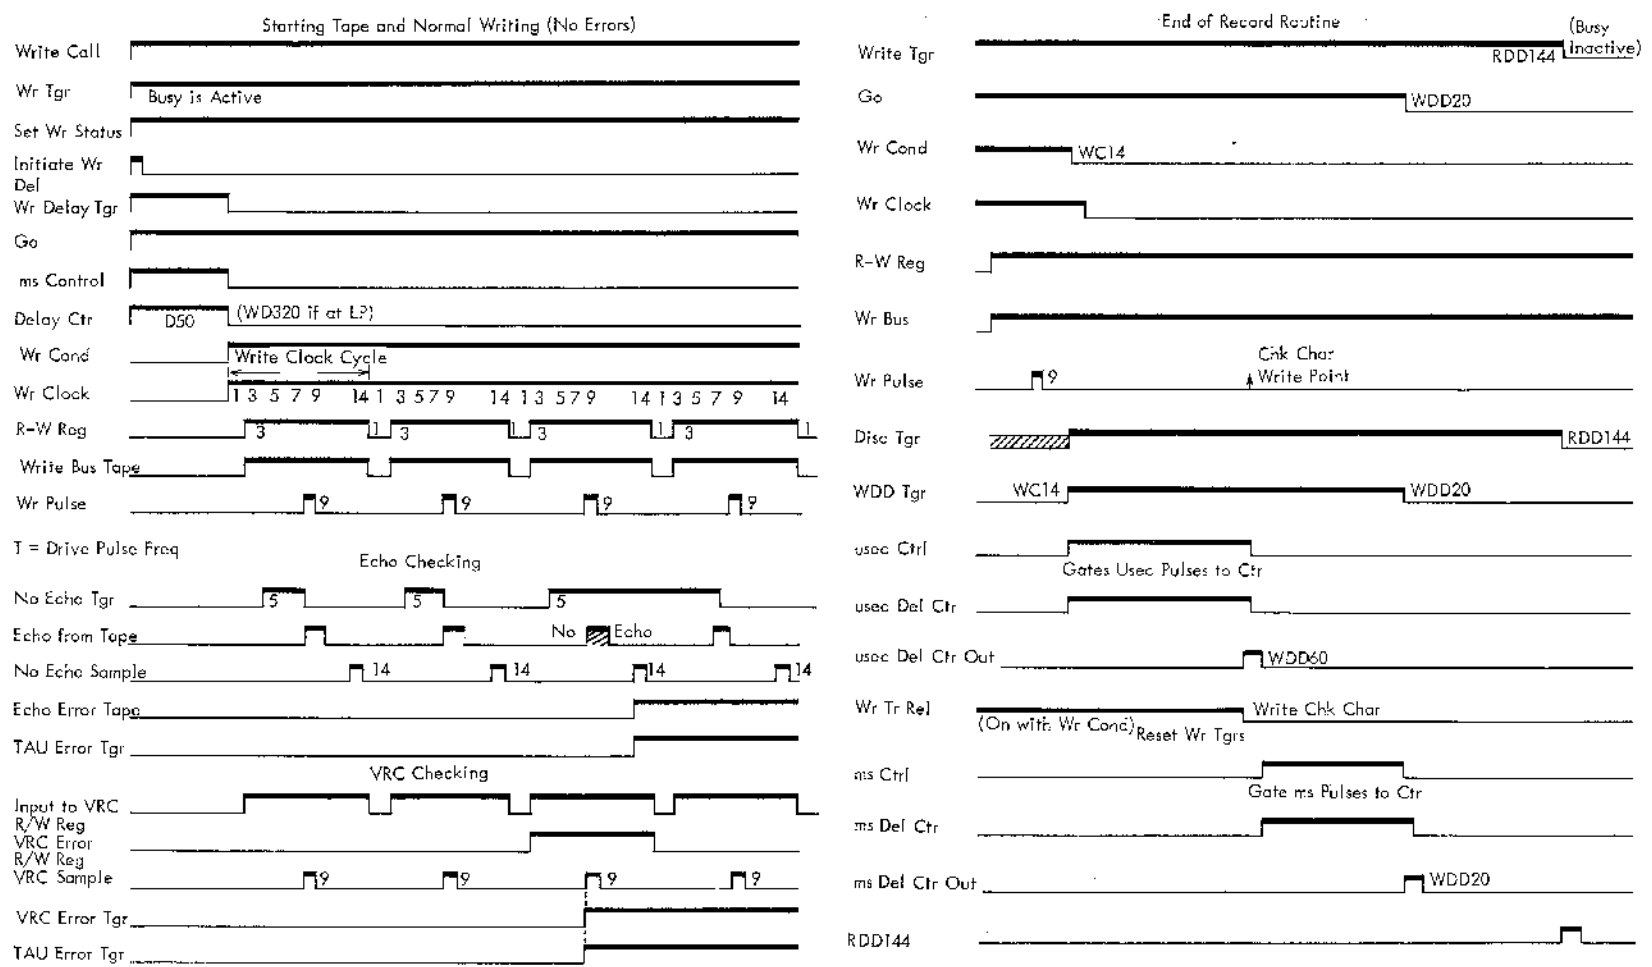 Starting Tape and Normal Writing (No Errors)
Write Call
Wr Tgr
Busy is Active
Set Wr Status
Initiate Wr
Del
Wr Delay Tgr
Go
ms Control
Delay Ctr
D50
(WD320 if at LP)
Wr Cond
Write Clock Cycle
Wr Clock
1 3 5 7 9 14 1 3 5 7 9 14 1 3 5 7 9 14 1 3 5 7 9 14
R-W Reg
3 1 3 1 3 1 3 1
Write Bus Tape
Wr Pulse
9 9 9 9
T = Drive Pulse Freq
Echo Checking
No Echo Tgr
5 5 5
Echo from Tape
No Echo
No Echo Sample
14 14 14 14
Echo Error Tape
TAU Error Tgr
VRC Checking
Input to VRC
R/W Reg
VRC Error
R/W Reg
VRC Sample
9 9 9 9
VRC Error Tgr
TAU Error Tgr
End of Record Routine
(Busy
Inactive)
Write Tgr
RDD144
Go
WDD20
Wr Cond
WC14
Wr Clock
R-W Reg
Wr Bus
Chk Char
Wr Pulse
9
Write Point
Disc Tgr
RDD144
WDD Tgr
WC14
WDD20
usec Ctrl
Gates Usec Pulses to Ctr
usec Del Ctr
usec Del Ctr Out
WDD60
Wr Tr Rel
Write Chk Char
(On with Wr Cond)
Reset Wr Tgrs
ms Ctrl
Gate ms Pulses to Ctr
ms Del Ctr
ms Del Ctr Out
WDD20
RDD144